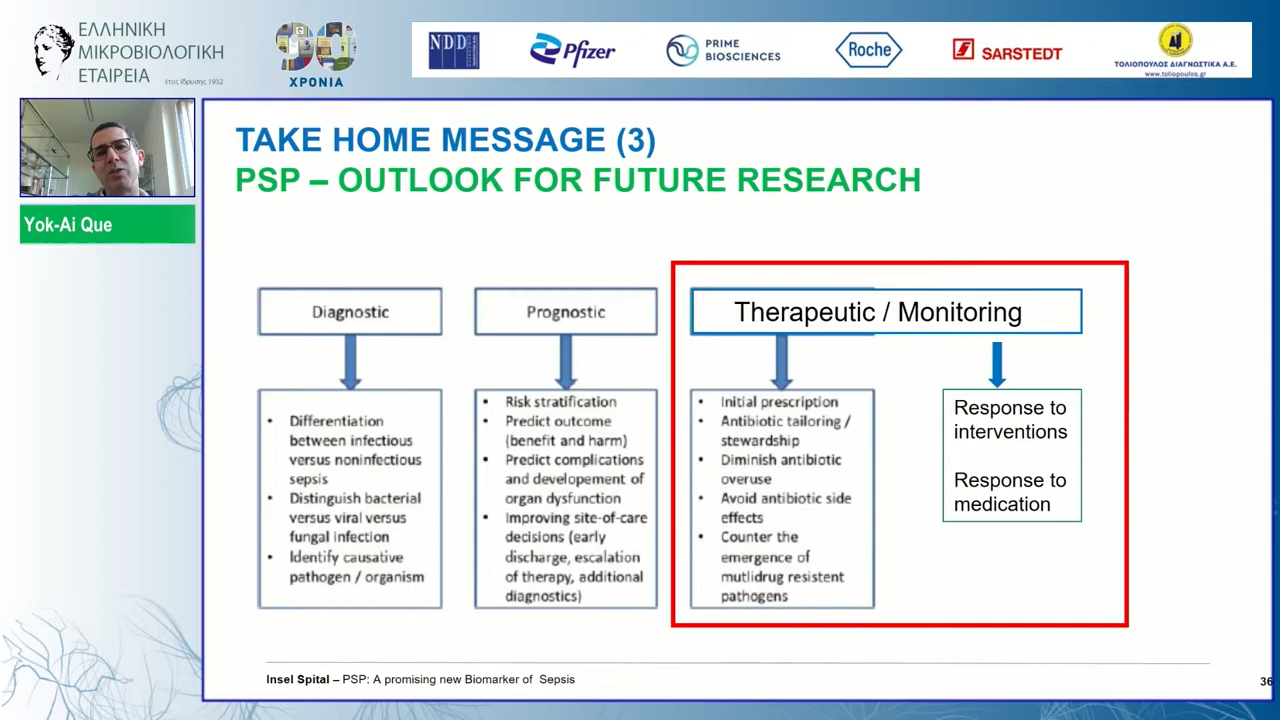 ΕΛΛΗΝΙΚΗ
ΜΙΚΡΟΒΙΟΛΟΓΙΚΗ
ΕΤΑΙΡΕΙΑ
έτος ίδρυσης 1932
90
ΧΡΟΝΙΑ
NDD
Pfizer
PRIME
BIOSCIENCES
Roche
SARSTEDT
ΤΟΛΙΟΠΟΥΛΟΣ ΔΙΑΓΝΩΣΤΙΚΑ Α.Ε.
www.toliopoulos.gr
Yok-Ai Que
TAKE HOME MESSAGE (3)
PSP – OUTLOOK FOR FUTURE RESEARCH
Diagnostic
• Differentiation
between infectious
versus noninfectious
sepsis
• Distinguish bacterial
versus viral versus
fungal infection
• Identify causative
pathogen / organism
Prognostic
• Risk stratification
• Predict outcome
(benefit and harm)
• Predict complications
and developement of
organ dysfunction
• Improving site-of-care
decisions (early
discharge, escalation
of therapy, additional
diagnostics)
Therapeutic / Monitoring
• Initial prescription
• Antibiotic tailoring /
stewardship
• Diminish antibiotic
overuse
• Avoid antibiotic side
effects
• Counter the
emergence of
mutlidrug resistent
pathogens
Response to
interventions
Response to
medication
Insel Spital – PSP: A promising new Biomarker of Sepsis
36